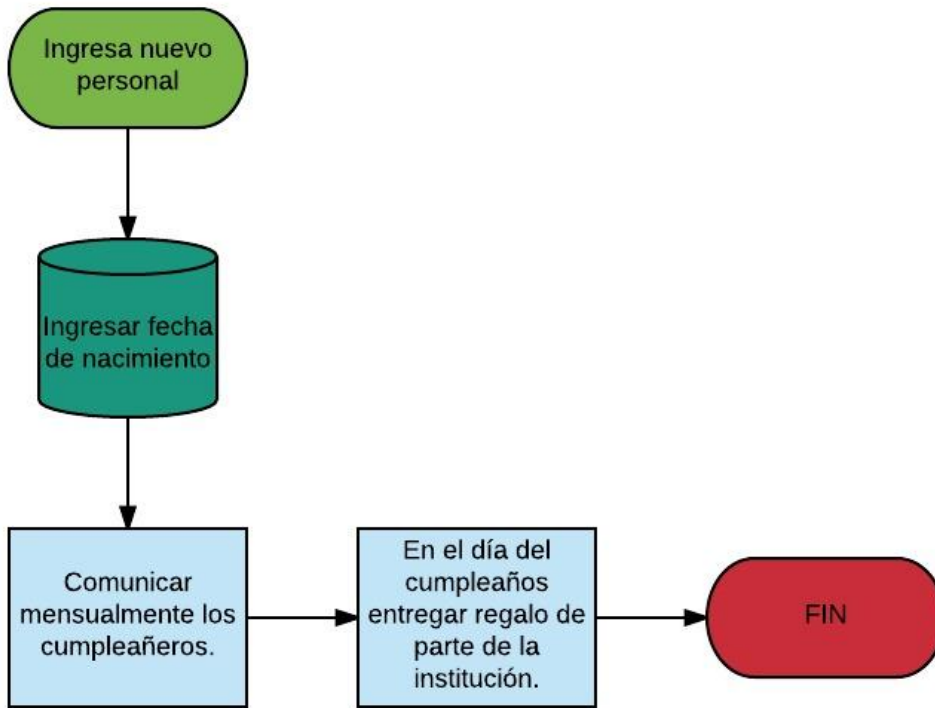 Ingresa nuevo
personal
Ingresar fecha
de nacimiento
Comunicar
mensualmente los
cumpleañeros.
En el día del
cumpleaños
entregar regalo de
parte de la
institución.
FIN